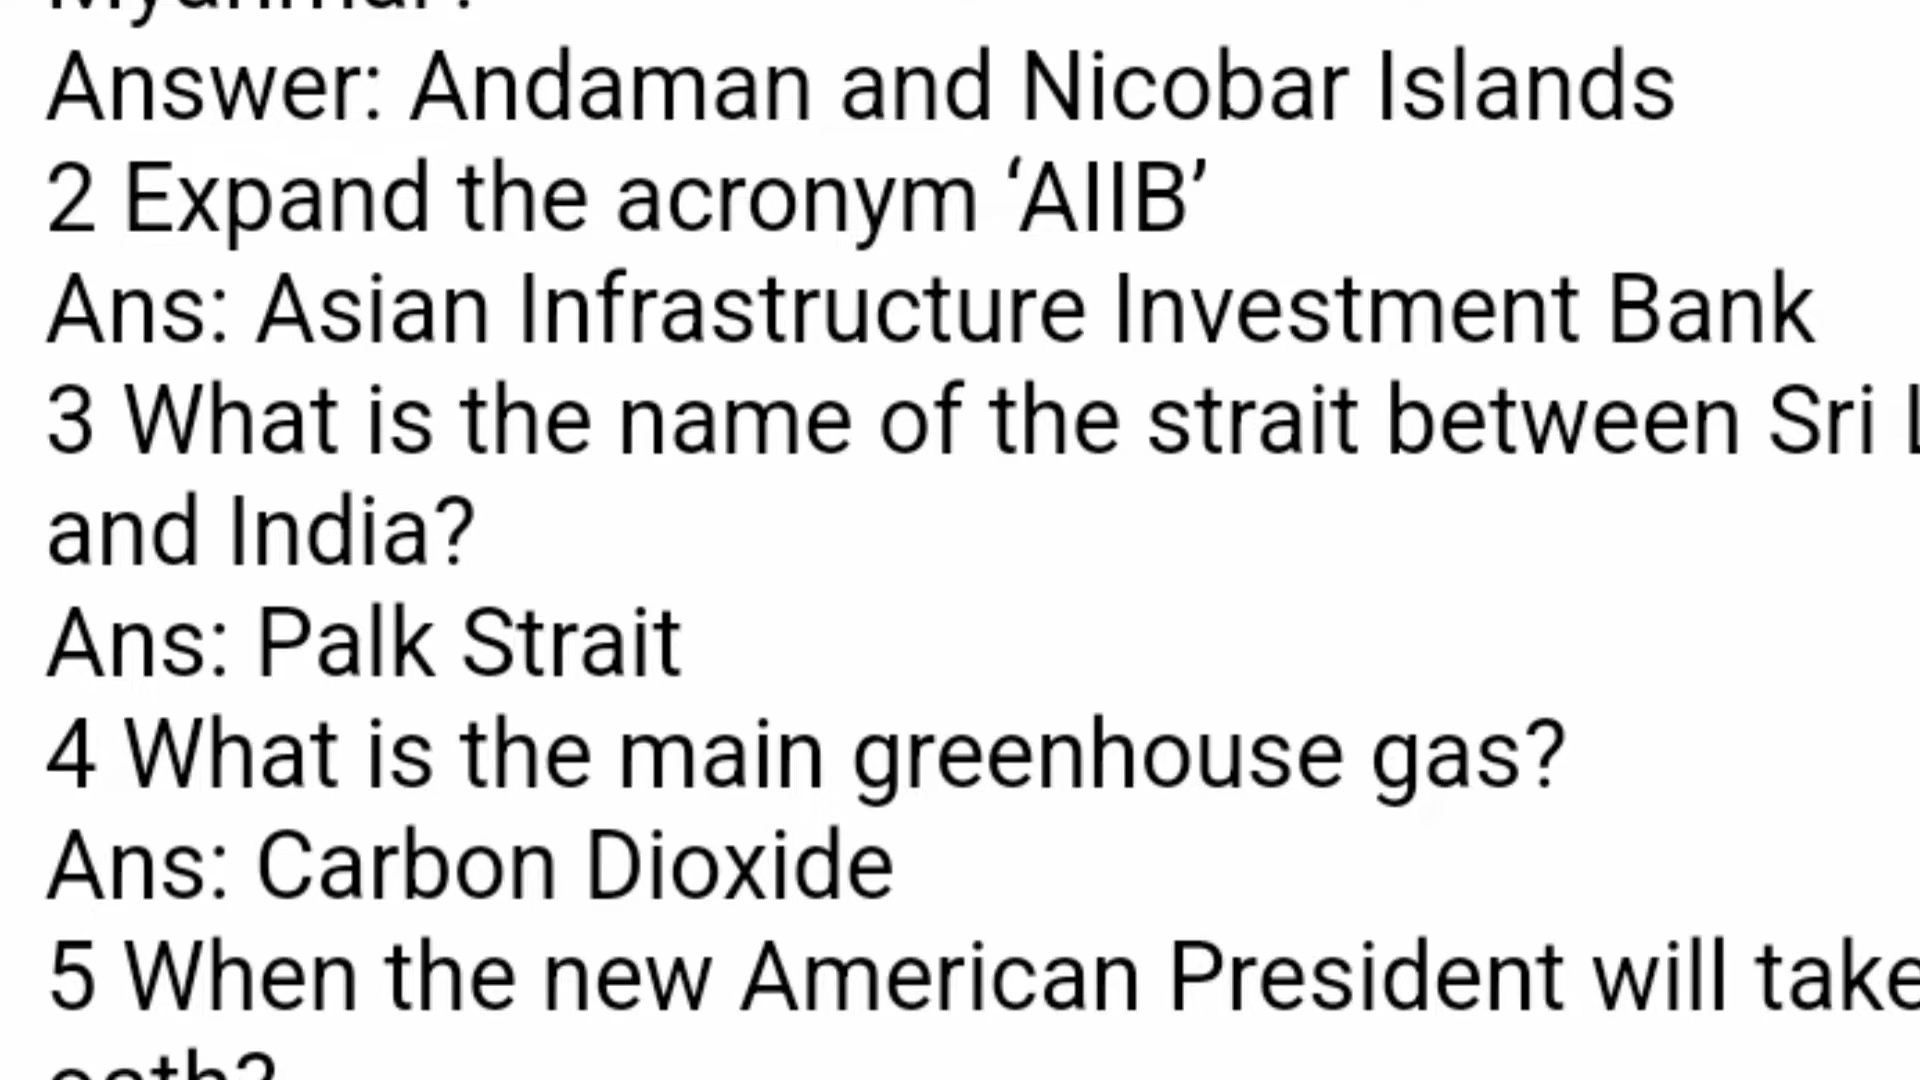 Myanmar?
Answer: Andaman and Nicobar Islands
2 Expand the acronym ‘AIIB’
Ans: Asian Infrastructure Investment Bank
3 What is the name of the strait between Sri
and India?
Ans: Palk Strait
4 What is the main greenhouse gas?
Ans: Carbon Dioxide
5 When the new American President will take
oath?